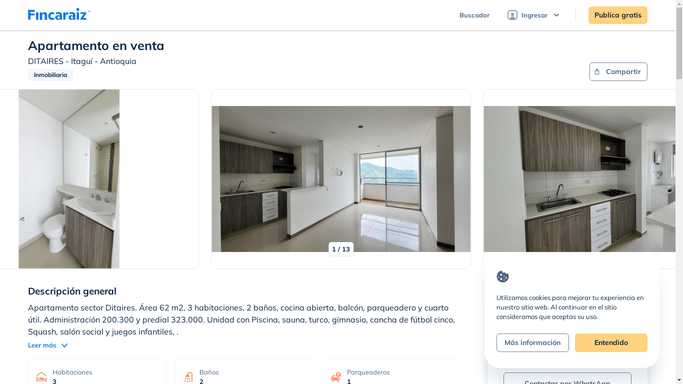 Fincaraiz
Buscador
Ingresar
Publica gratis
Apartamento en venta
DITAIRES - Itaguí - Antioquia
Inmobiliaria
Compartir
1 / 13
Descripción general
Apartamento sector Ditaires. Área 62 m2, 3 habitaciones, 2 baños, cocina abierta, balcón, parqueadero y cuarto
útil. Administración 200.300 y predial 323.000. Unidad con Piscina, sauna, turco, gimnasio, cancha de fútbol cinco,
Squash, salón social y juegos infantiles, .
Leer más
Habitaciones
3
Baños
2
Parqueaderos
1
Utilizamos cookies para mejorar tu experiencia en
nuestro sitio web. Al continuar en el sitio
consideramos que aceptas su uso.
Más información
Entendido
Contactar por WhatsApp